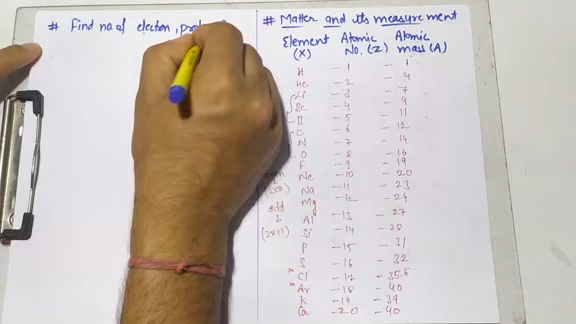 # Find no. of electron, proton
# Matter and its measurement
Element (X) Atomic No. (Z) Atomic mass (A)
H - 1 - 1
He - 2 - 4
Li - 3 - 7
Be - 4 - 9
B - 5 - 11
C - 6 - 12
N - 7 - 14
O - 8 - 16
F - 9 - 19
Ne - 10 - 20
Na - 11 - 23
Mg - 12 - 24
Al - 13 - 27
Si - 14 - 28
P - 15 - 31
S - 16 - 32
* Cl - 17 - 35.5
* Ar - 18 - 40
K - 19 - 39
Ca - 20 - 40
even
(2x)
odd
↓
(2x+1)